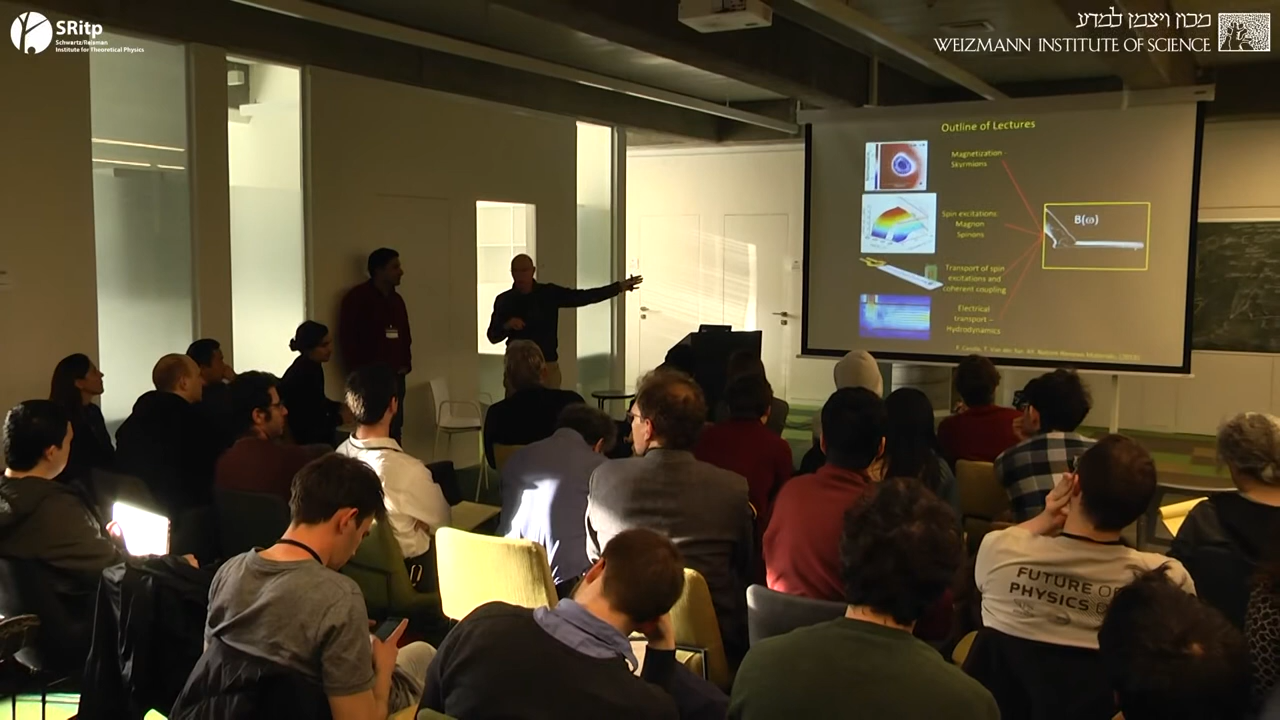 SRitp
Schwartz/Reisman
Institute for Theoretical Physics
מכון ויצמן למדע
WEIZMANN INSTITUTE OF SCIENCE
Outline of Lectures
Magnetization
Skyrmions
Spin excitations:
Magnon
Spinons
B(ω)
Transport of spin
excitations and
coherent coupling
Electrical
transport –
Hydrodynamics
FUTURE OF
PHYSICS